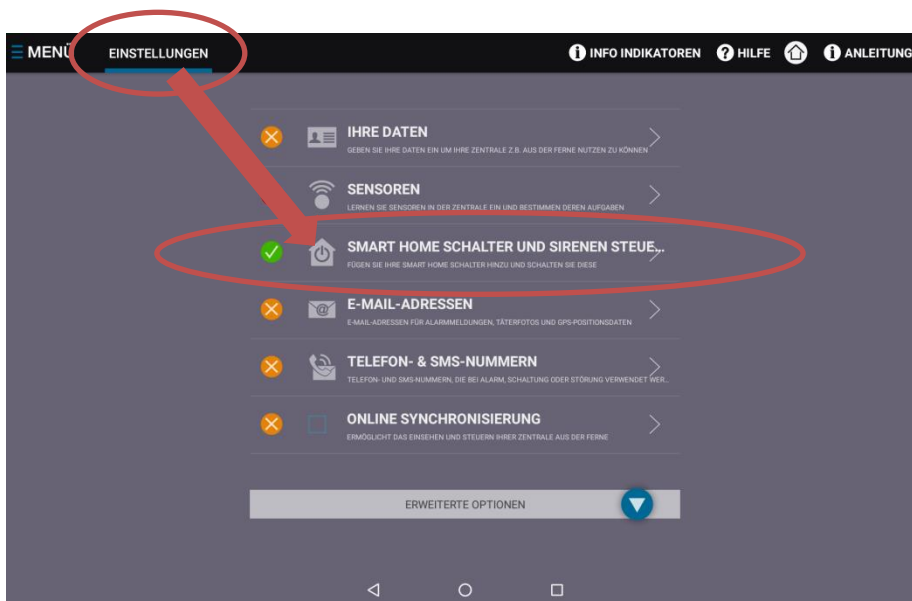 MENÜ EINSTELLUNGEN INFO INDIKATOREN HILFE ANLEITUNG
IHRE DATEN
GEBEN SIE IHRE DATEN EIN UM IHRE ZENTRALE Z.B. AUS DER FERNE NUTZEN ZU KÖNNEN
SENSOREN
LERNEN SIE SENSOREN IN DER ZENTRALE EIN UND BESTIMMEN DEREN AUFGABEN
SMART HOME SCHALTER UND SIRENEN STEUE...
FÜGEN SIE IHRE SMART HOME SCHALTER HINZU UND SCHALTEN SIE DIESE
E-MAIL-ADRESSEN
E-MAIL-ADRESSEN FÜR ALARMMELDUNGEN, TÄTERFOTOS UND GPS-POSITIONSDATEN
TELEFON- & SMS-NUMMERN
TELEFON- UND SMS-NUMMERN, DIE BEI ALARM, SCHALTUNG ODER STÖRUNG VERWENDET WER...
ONLINE SYNCHRONISIERUNG
ERMÖGLICHT DAS EINSEHEN UND STEUERN IHRER ZENTRALE AUS DER FERNE
ERWEITERTE OPTIONEN